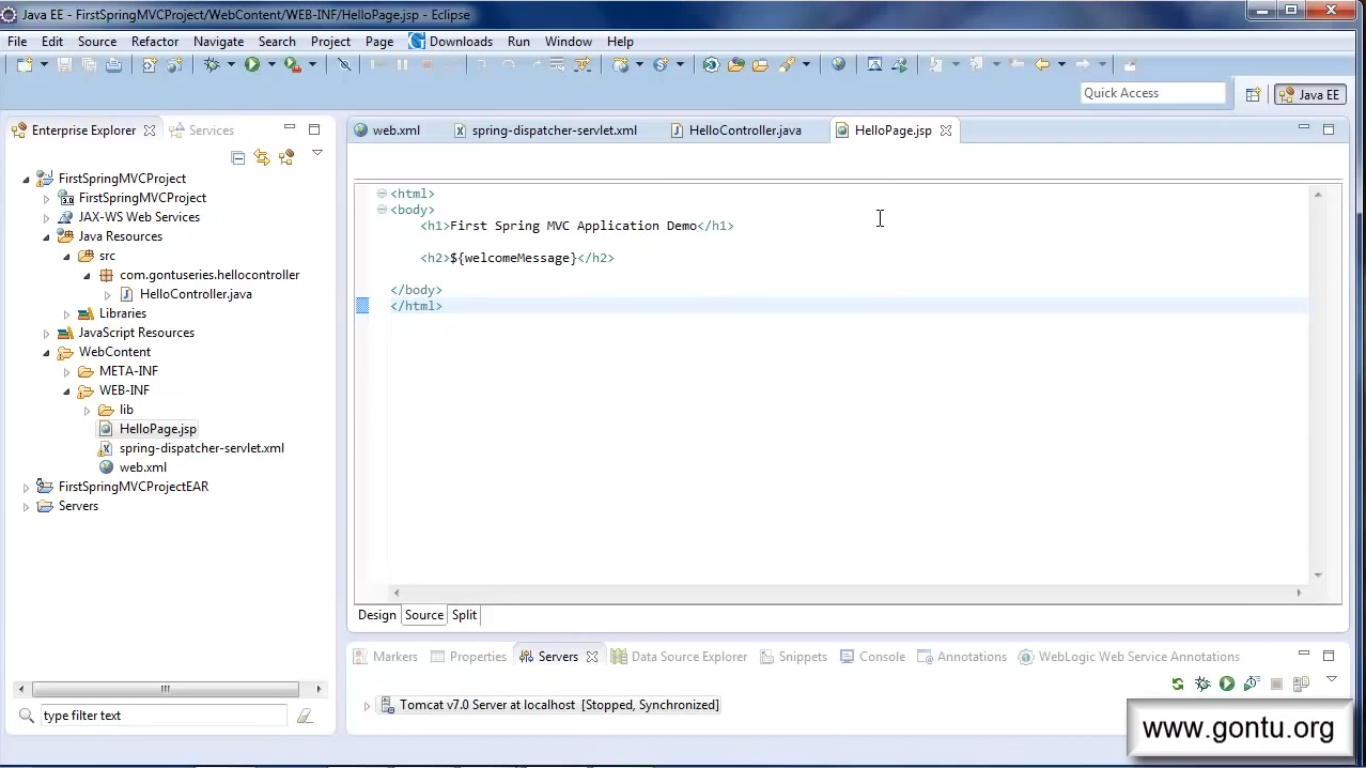 Java EE - FirstSpringMVCProject/WebContent/WEB-INF/HelloPage.jsp - Eclipse
File Edit Source Refactor Navigate Search Project Page Downloads Run Window Help
Quick Access
Java EE
Enterprise Explorer Services
FirstSpringMVCProject
FirstSpringMVCProject
JAX-WS Web Services
Java Resources
src
com.gontuseries.hellocontroller
HelloController.java
Libraries
JavaScript Resources
WebContent
META-INF
WEB-INF
lib
HelloPage.jsp
spring-dispatcher-servlet.xml
web.xml
FirstSpringMVCProjectEAR
Servers
type filter text
web.xml spring-dispatcher-servlet.xml HelloController.java HelloPage.jsp
<html>
<body>
<h1>First Spring MVC Application Demo</h1>
<h2>${welcomeMessage}</h2>
</body>
</html>
Design Source Split
Markers Properties Servers Data Source Explorer Snippets Console Annotations WebLogic Web Service Annotations
Tomcat v7.0 Server at localhost [Stopped, Synchronized]
www.gontu.org